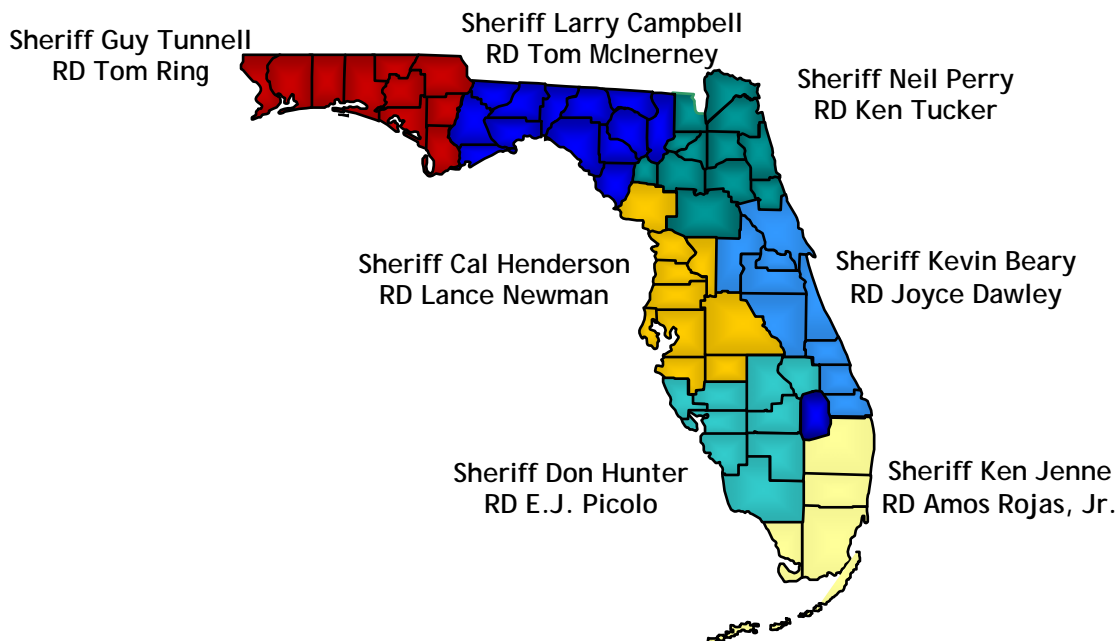 Sheriff Guy Tunnell
RD Tom Ring
Sheriff Larry Campbell
RD Tom McInerney
Sheriff Neil Perry
RD Ken Tucker
Sheriff Cal Henderson
RD Lance Newman
Sheriff Kevin Beary
RD Joyce Dawley
Sheriff Don Hunter
RD E.J. Picolo
Sheriff Ken Jenne
RD Amos Rojas, Jr.